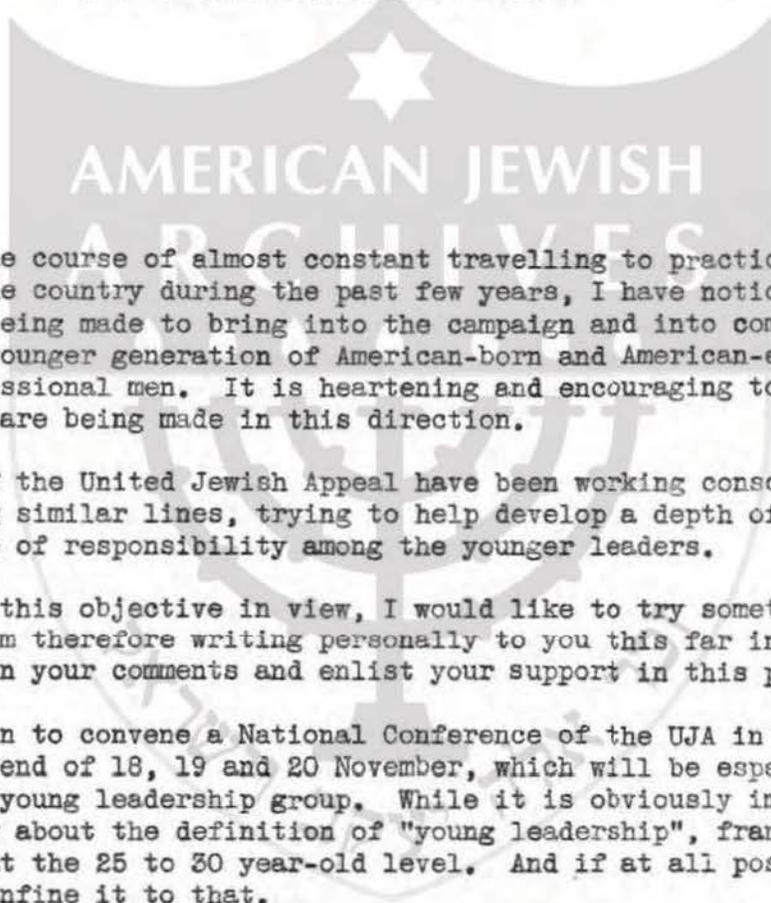 AMERICAN JEWISH
ARCHIVES
e course of almost constant travelling to practic
e country during the past few years, I have notic
eing made to bring into the campaign and into com
ounger generation of American-born and American-e
ssional men. It is heartening and encouraging to
are being made in this direction.
the United Jewish Appeal have been working consc
similar lines, trying to help develop a depth of
of responsibility among the younger leaders.
this objective in view, I would like to try somet
m therefore writing personally to you this far in
n your comments and enlist your support in this p
n to convene a National Conference of the UJA in
end of 18, 19 and 20 November, which will be espe
young leadership group. While it is obviously in
about the definition of "young leadership", fran
t the 25 to 30 year-old level. And if at all pos
nfine it to that.